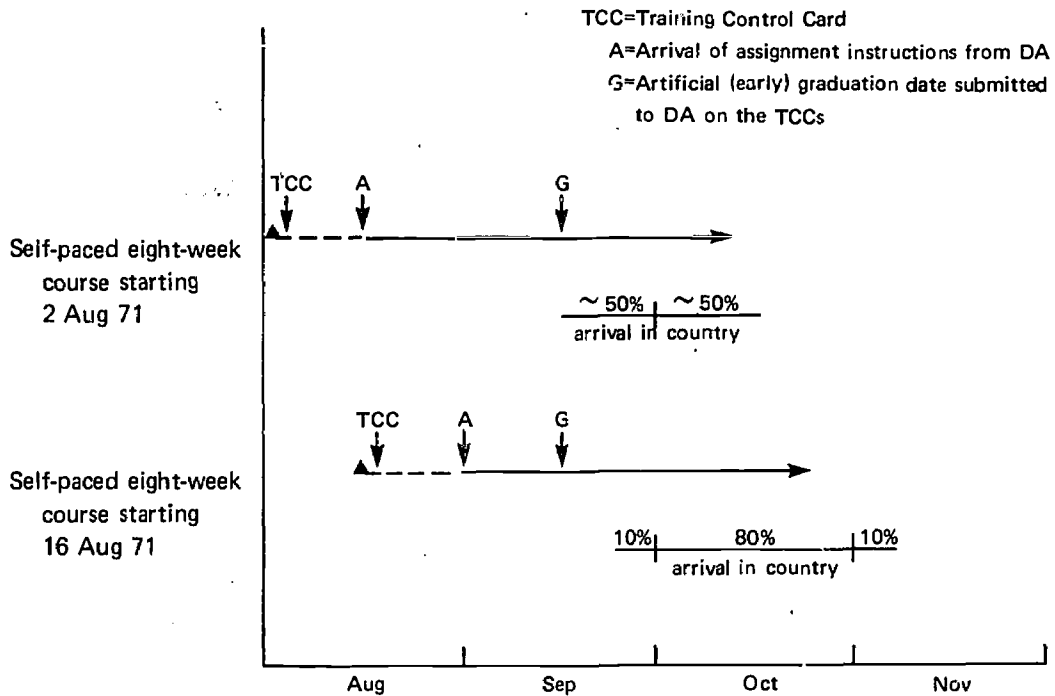 TCC=Training Control Card
A=Arrival of assignment instructions from DA
G=Artificial (early) graduation date submitted
to DA on the TCCs
TCC A G
Self-paced eight-week
course starting
2 Aug 71
~ 50% ~ 50%
arrival in country
TCC A G
Self-paced eight-week
course starting
16 Aug 71
10% 80% 10%
arrival in country
Aug Sep Oct Nov